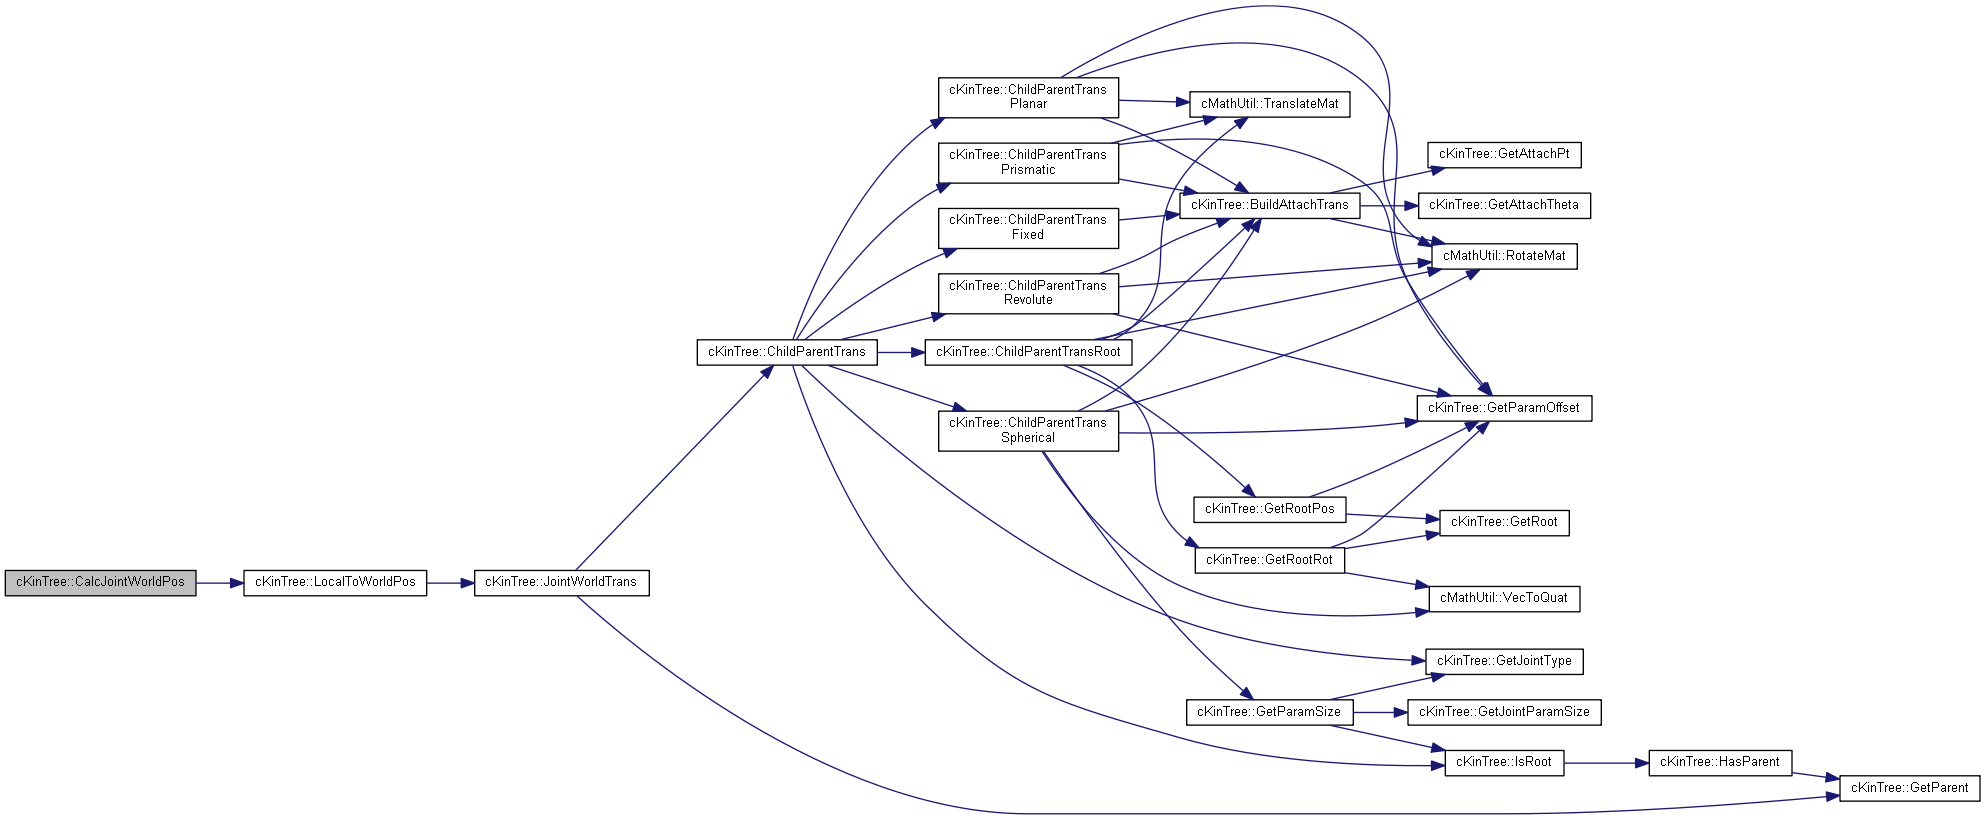 cKinTree::ChildParentTrans
Planar
cMathUtil::TranslateMat
cKinTree::ChildParentTrans
Prismatic
cKinTree::GetAttachPt
cKinTree::BuildAttachTrans
cKinTree::GetAttachTheta
cKinTree::ChildParentTrans
Fixed
cMathUtil::RotateMat
cKinTree::ChildParentTrans
Revolute
cKinTree::ChildParentTrans
cKinTree::ChildParentTransRoot
cKinTree::GetParamOffset
cKinTree::ChildParentTrans
Spherical
cKinTree::GetRootPos
cKinTree::GetRoot
cKinTree::GetRootRot
cKinTree::CalcJointWorldPos
cKinTree::LocalToWorldPos
cKinTree::JointWorldTrans
cMathUtil::VecToQuat
cKinTree::GetJointType
cKinTree::GetParamSize
cKinTree::GetJointParamSize
cKinTree::IsRoot
cKinTree::HasParent
cKinTree::GetParent